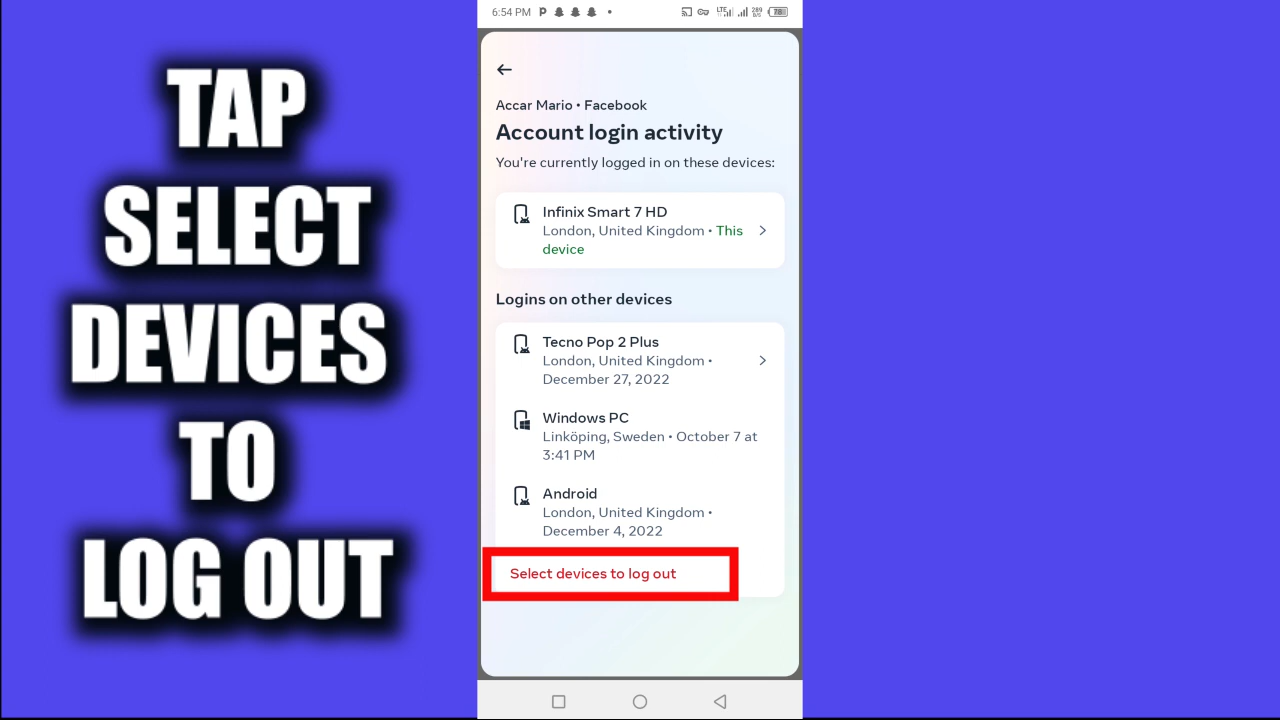 TAP
SELECT
DEVICES
TO
LOG OUT
6:54 PM
LTE
289
B/S
78
Accar Mario • Facebook
Account login activity
You're currently logged in on these devices:
Infinix Smart 7 HD
London, United Kingdom • This
device
Logins on other devices
Tecno Pop 2 Plus
London, United Kingdom •
December 27, 2022
Windows PC
Linköping, Sweden • October 7 at
3:41 PM
Android
London, United Kingdom •
December 4, 2022
Select devices to log out